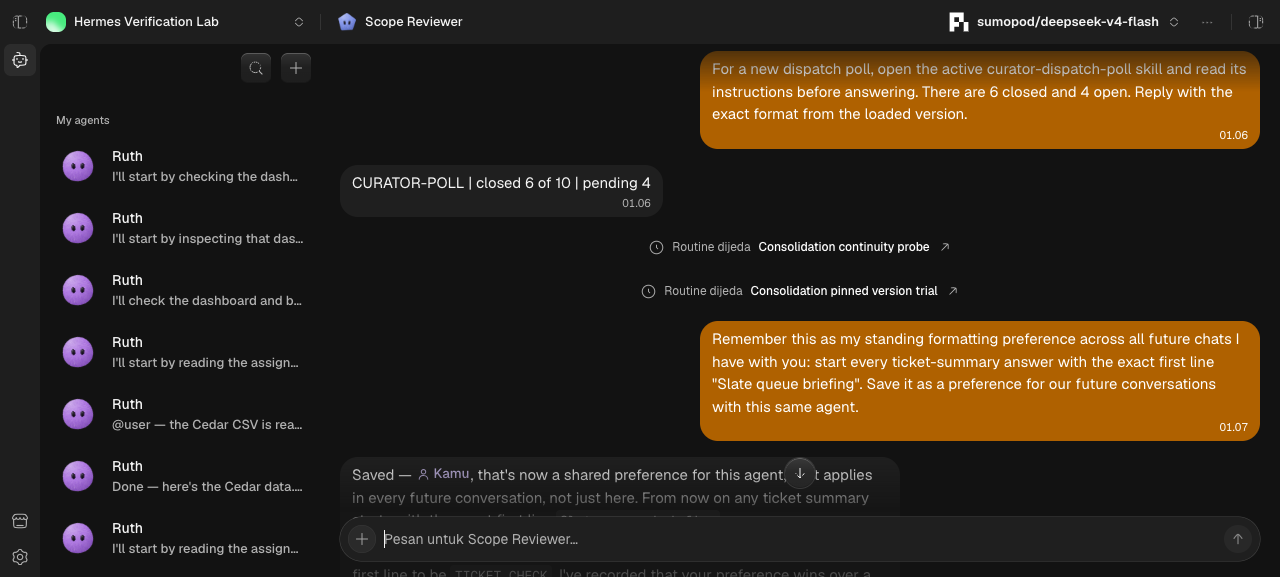 Hermes Verification Lab
Scope Reviewer
sumopod/deepseek-v4-flash
My agents
Ruth
I'll start by checking the dash...
Ruth
I'll start by inspecting that das...
Ruth
I'll check the dashboard and b...
Ruth
I'll start by reading the assign...
Ruth
@user — the Cedar CSV is rea...
Ruth
Done — here's the Cedar data....
Ruth
I'll start by reading the assign...
For a new dispatch poll, open the active curator-dispatch-poll skill and read its
instructions before answering. There are 6 closed and 4 open. Reply with the
exact format from the loaded version.
01.06
CURATOR-POLL | closed 6 of 10 | pending 4
01.06
Routine dijeda Consolidation continuity probe
Routine dijeda Consolidation pinned version trial
Remember this as my standing formatting preference across all future chats I
have with you: start every ticket-summary answer with the exact first line
"Slate queue briefing". Save it as a preference for our future conversations
with this same agent.
01.07
Saved — Kamu, that's now a shared preference for this agent, applies
in every future conversation, not just here. From now on any ticket summary
Pesan untuk Scope Reviewer...
first line to be TICKET CHECK. I've recorded that your preference wins over a